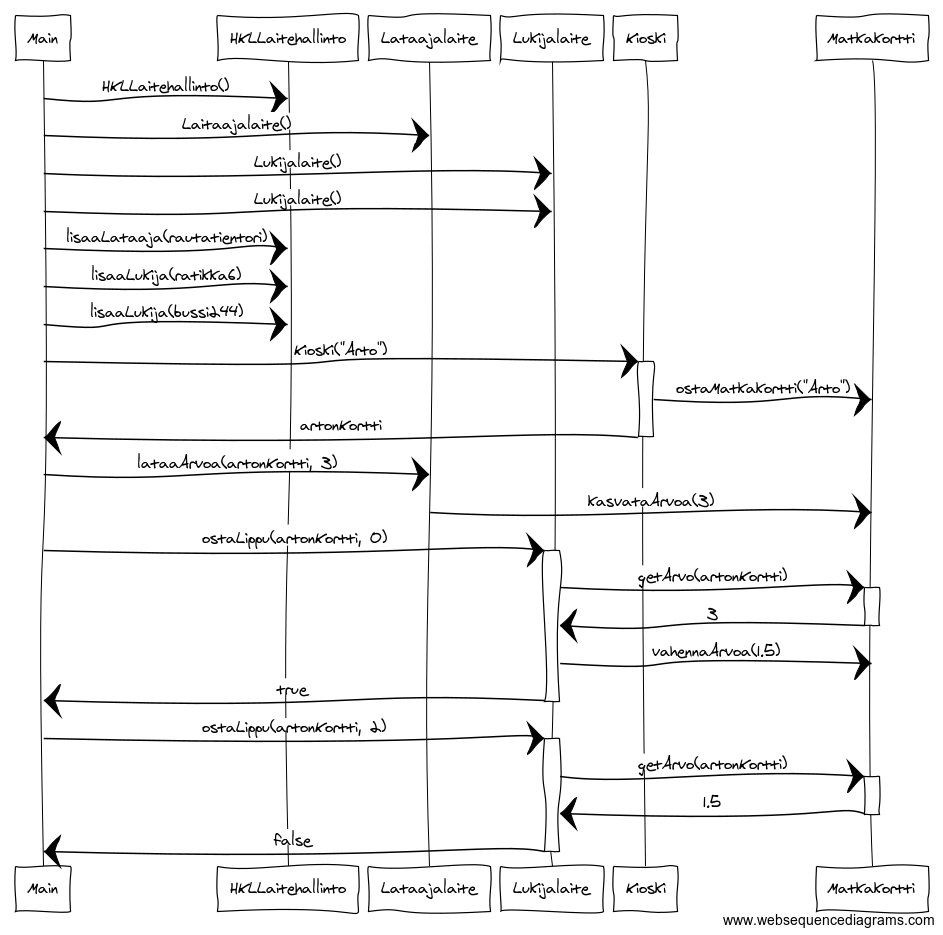 Main HKLLaitehallinto Lataajalaite Lukijalaite Kioski Matkakortti
HKLLaitehallinto()
Laitaajalaite()
Lukijalaite()
Lukijalaite()
lisaaLataaja(rautatientori)
lisaaLukija(ratikka6)
lisaaLukija(bussi244)
Kioski("Arto")
ostaMatkakortti("Arto")
artonKortti
lataaArvoa(artonKortti, 3)
kasvataArvoa(3)
ostaLippu(artonKortti, 0)
getArvo(artonKortti)
3
vahennaArvoa(1.5)
true
ostaLippu(artonKortti, 2)
getArvo(artonKortti)
1.5
false
Main HKLLaitehallinto Lataajalaite Lukijalaite Kioski Matkakortti
www.websequencediagrams.com